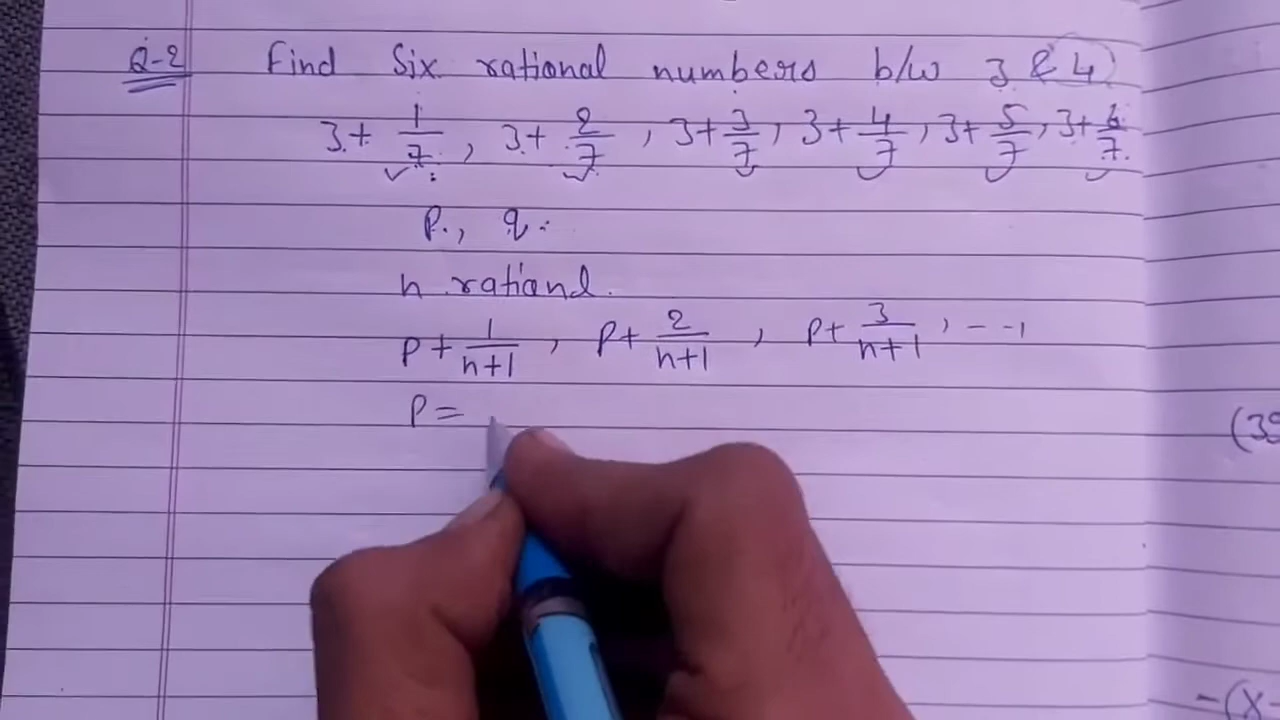 Q-2 Find Six rational numbers b/w 3 & 4
3+ 1/7, 3+ 2/7, 3+ 3/7, 3+ 4/7, 3+ 5/7, 3+ 6/7
P., q.
n rational.
P+ 1/n+1, P+ 2/n+1, P+ 3/n+1, ---
P=